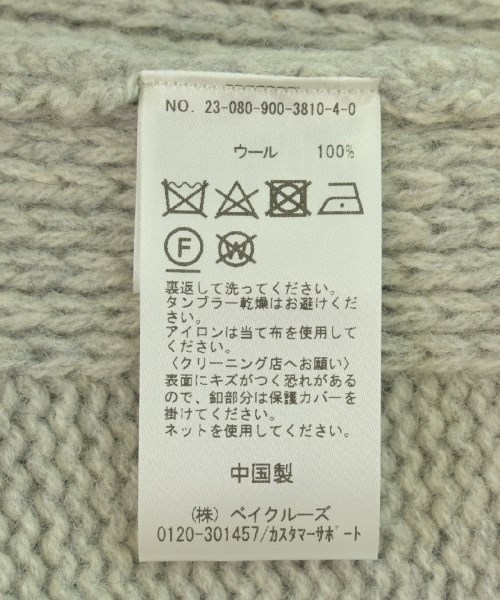 NO. 23-080-900-3810-4-0
ウール 100%
F
W
裏返して洗ってください。
タンブラー乾燥はお避けくだ
さい。
アイロンは当て布を使用して
ください。
〈クリーニング店へお願い〉
表面にキズがつく恐れがある
ので、釦部分は保護カバーを
掛けてください。
ネットを使用してください。
中国製
(株) ベイクルーズ
0120-301457/カスタマーサポート